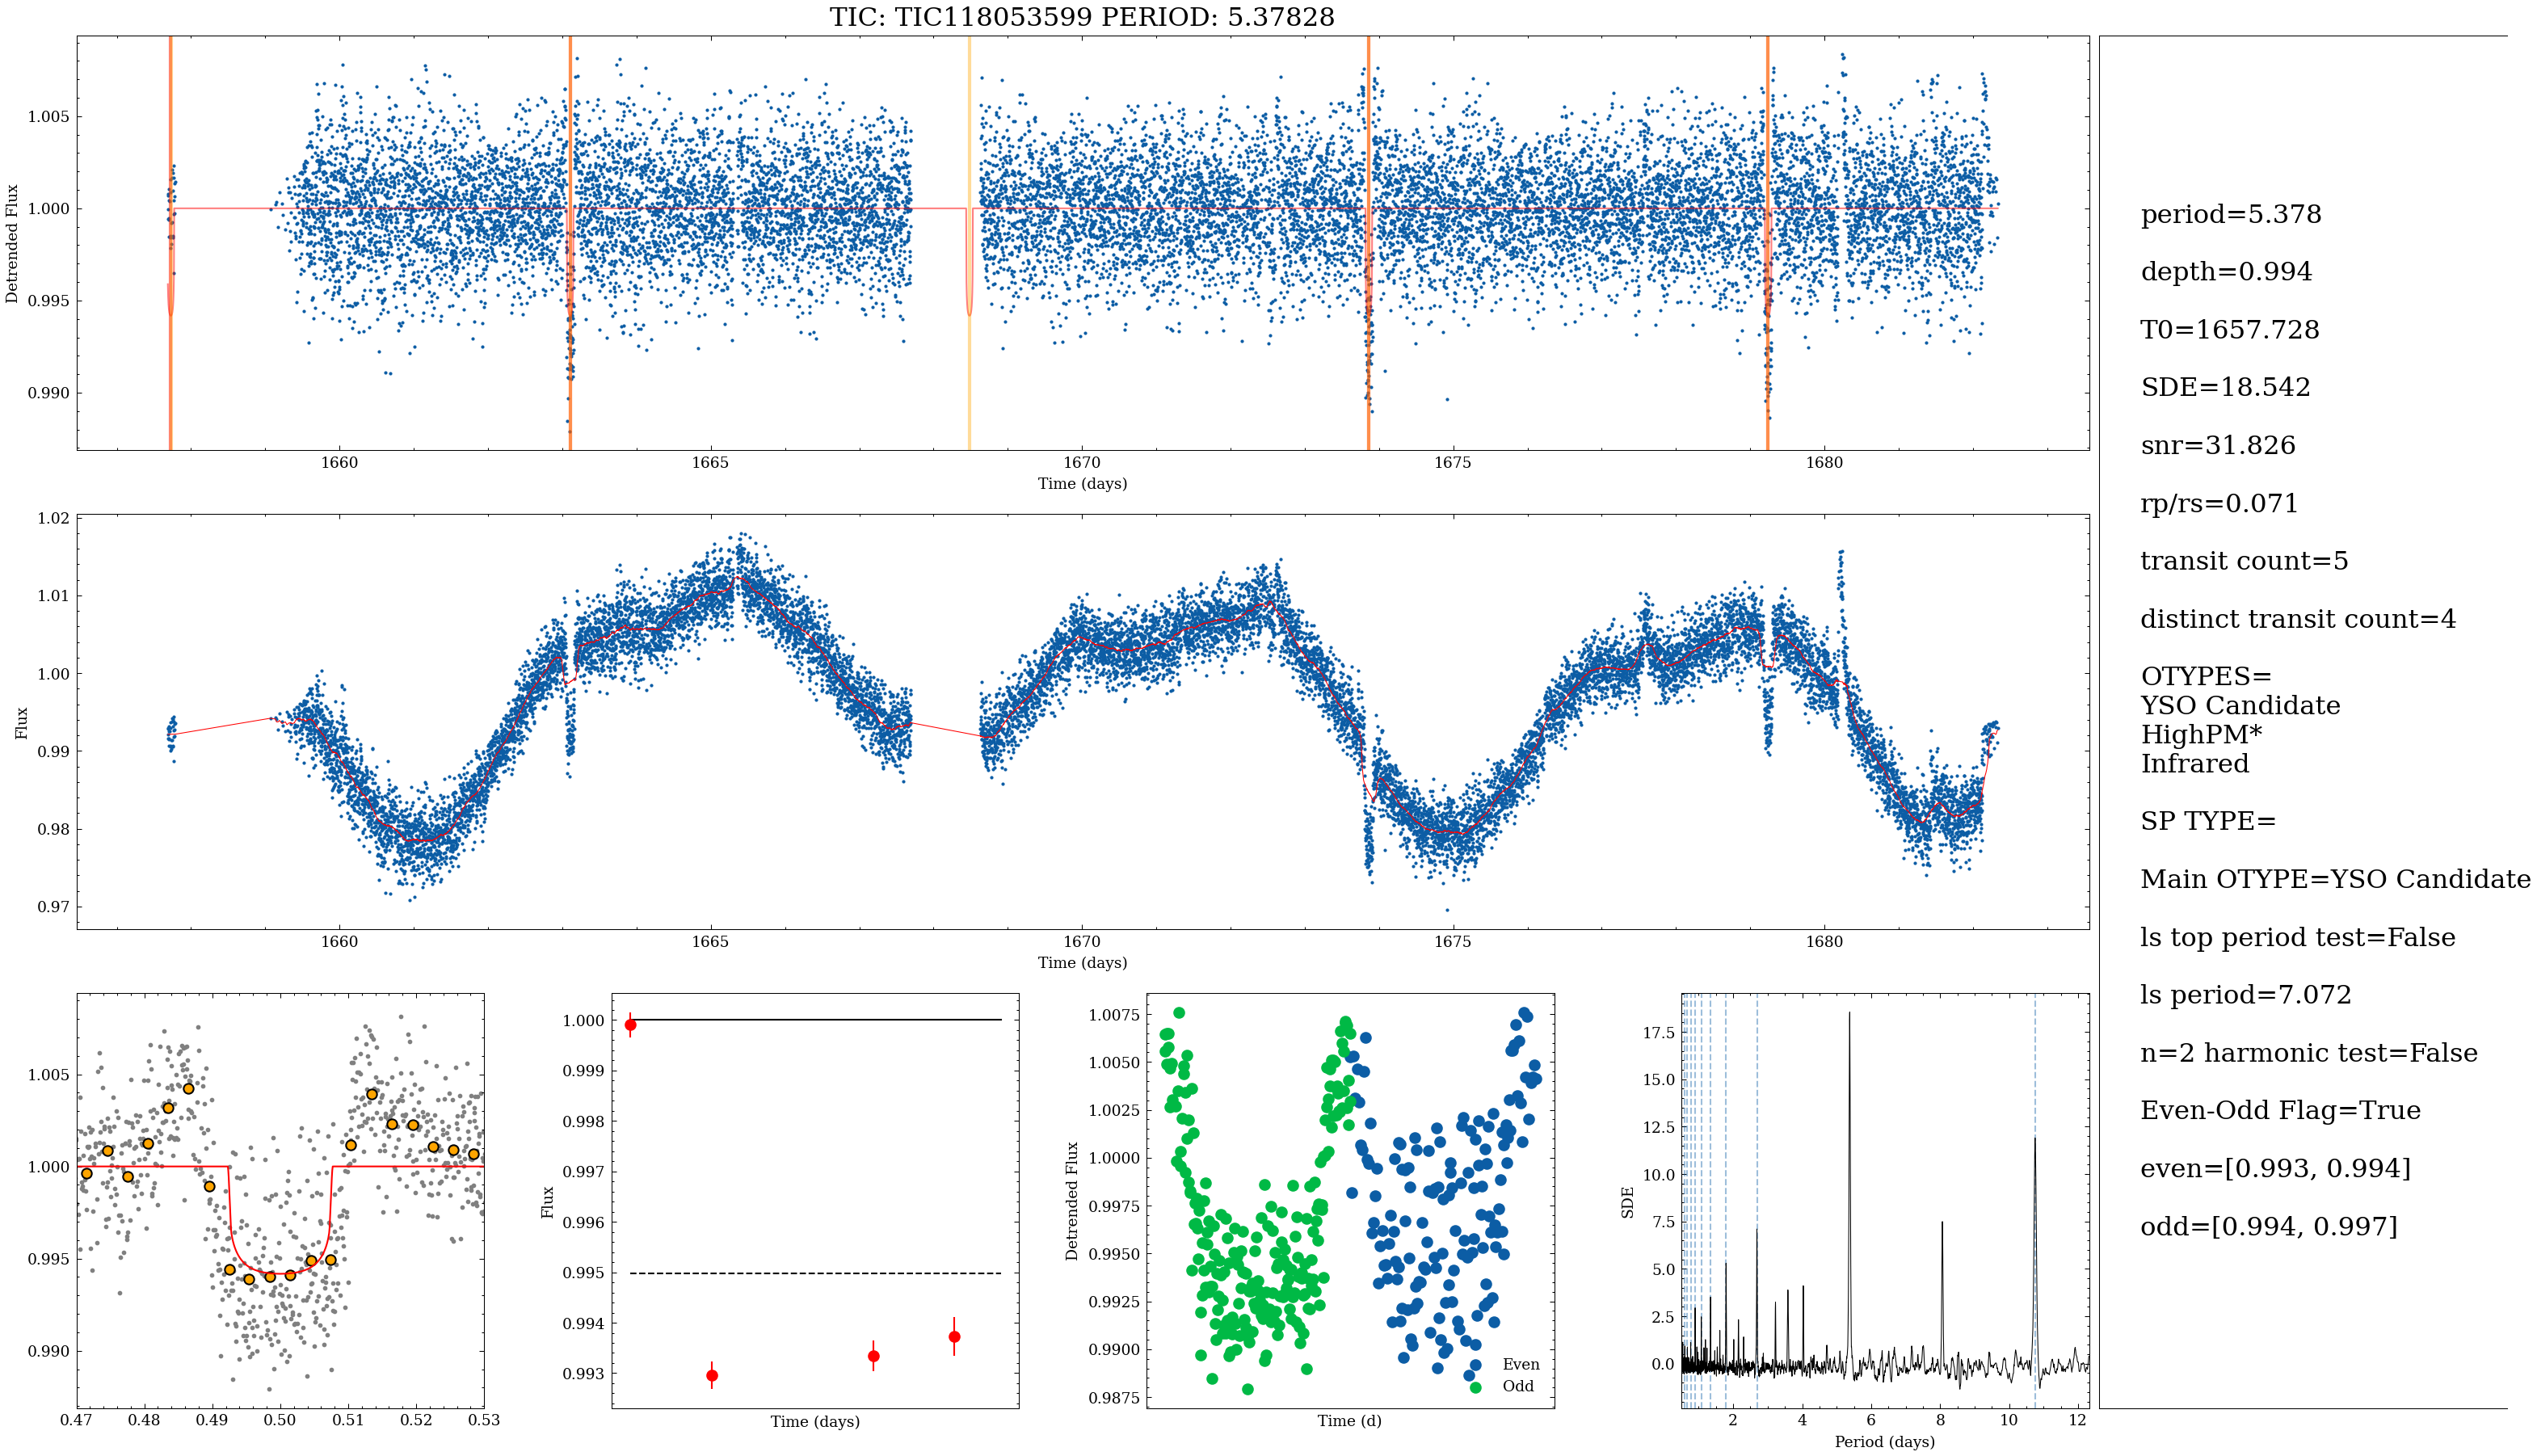 TIC: TIC118053599 PERIOD: 5.37828
Detrended Flux
1.005
1.000
0.995
0.990
1660
1665
1670
1675
1680
Time (days)
Flux
1.02
1.01
1.00
0.99
0.98
0.97
1660
1665
1670
1675
1680
Time (days)
1.005
1.000
0.995
0.990
0.47
0.48
0.49
0.50
0.51
0.52
0.53
Flux
1.000
0.999
0.998
0.997
0.996
0.995
0.994
0.993
Time (days)
Detrended Flux
1.0075
1.0050
1.0025
1.0000
0.9975
0.9950
0.9925
0.9900
0.9875
Even
Odd
Time (d)
SDE
17.5
15.0
12.5
10.0
7.5
5.0
2.5
0.0
2
4
6
8
10
12
Period (days)
period=5.378
depth=0.994
T0=1657.728
SDE=18.542
snr=31.826
rp/rs=0.071
transit count=5
distinct transit count=4
OTYPES=
YSO Candidate
HighPM*
Infrared
SP TYPE=
Main OTYPE=YSO Candidate
ls top period test=False
ls period=7.072
n=2 harmonic test=False
Even-Odd Flag=True
even=[0.993, 0.994]
odd=[0.994, 0.997]